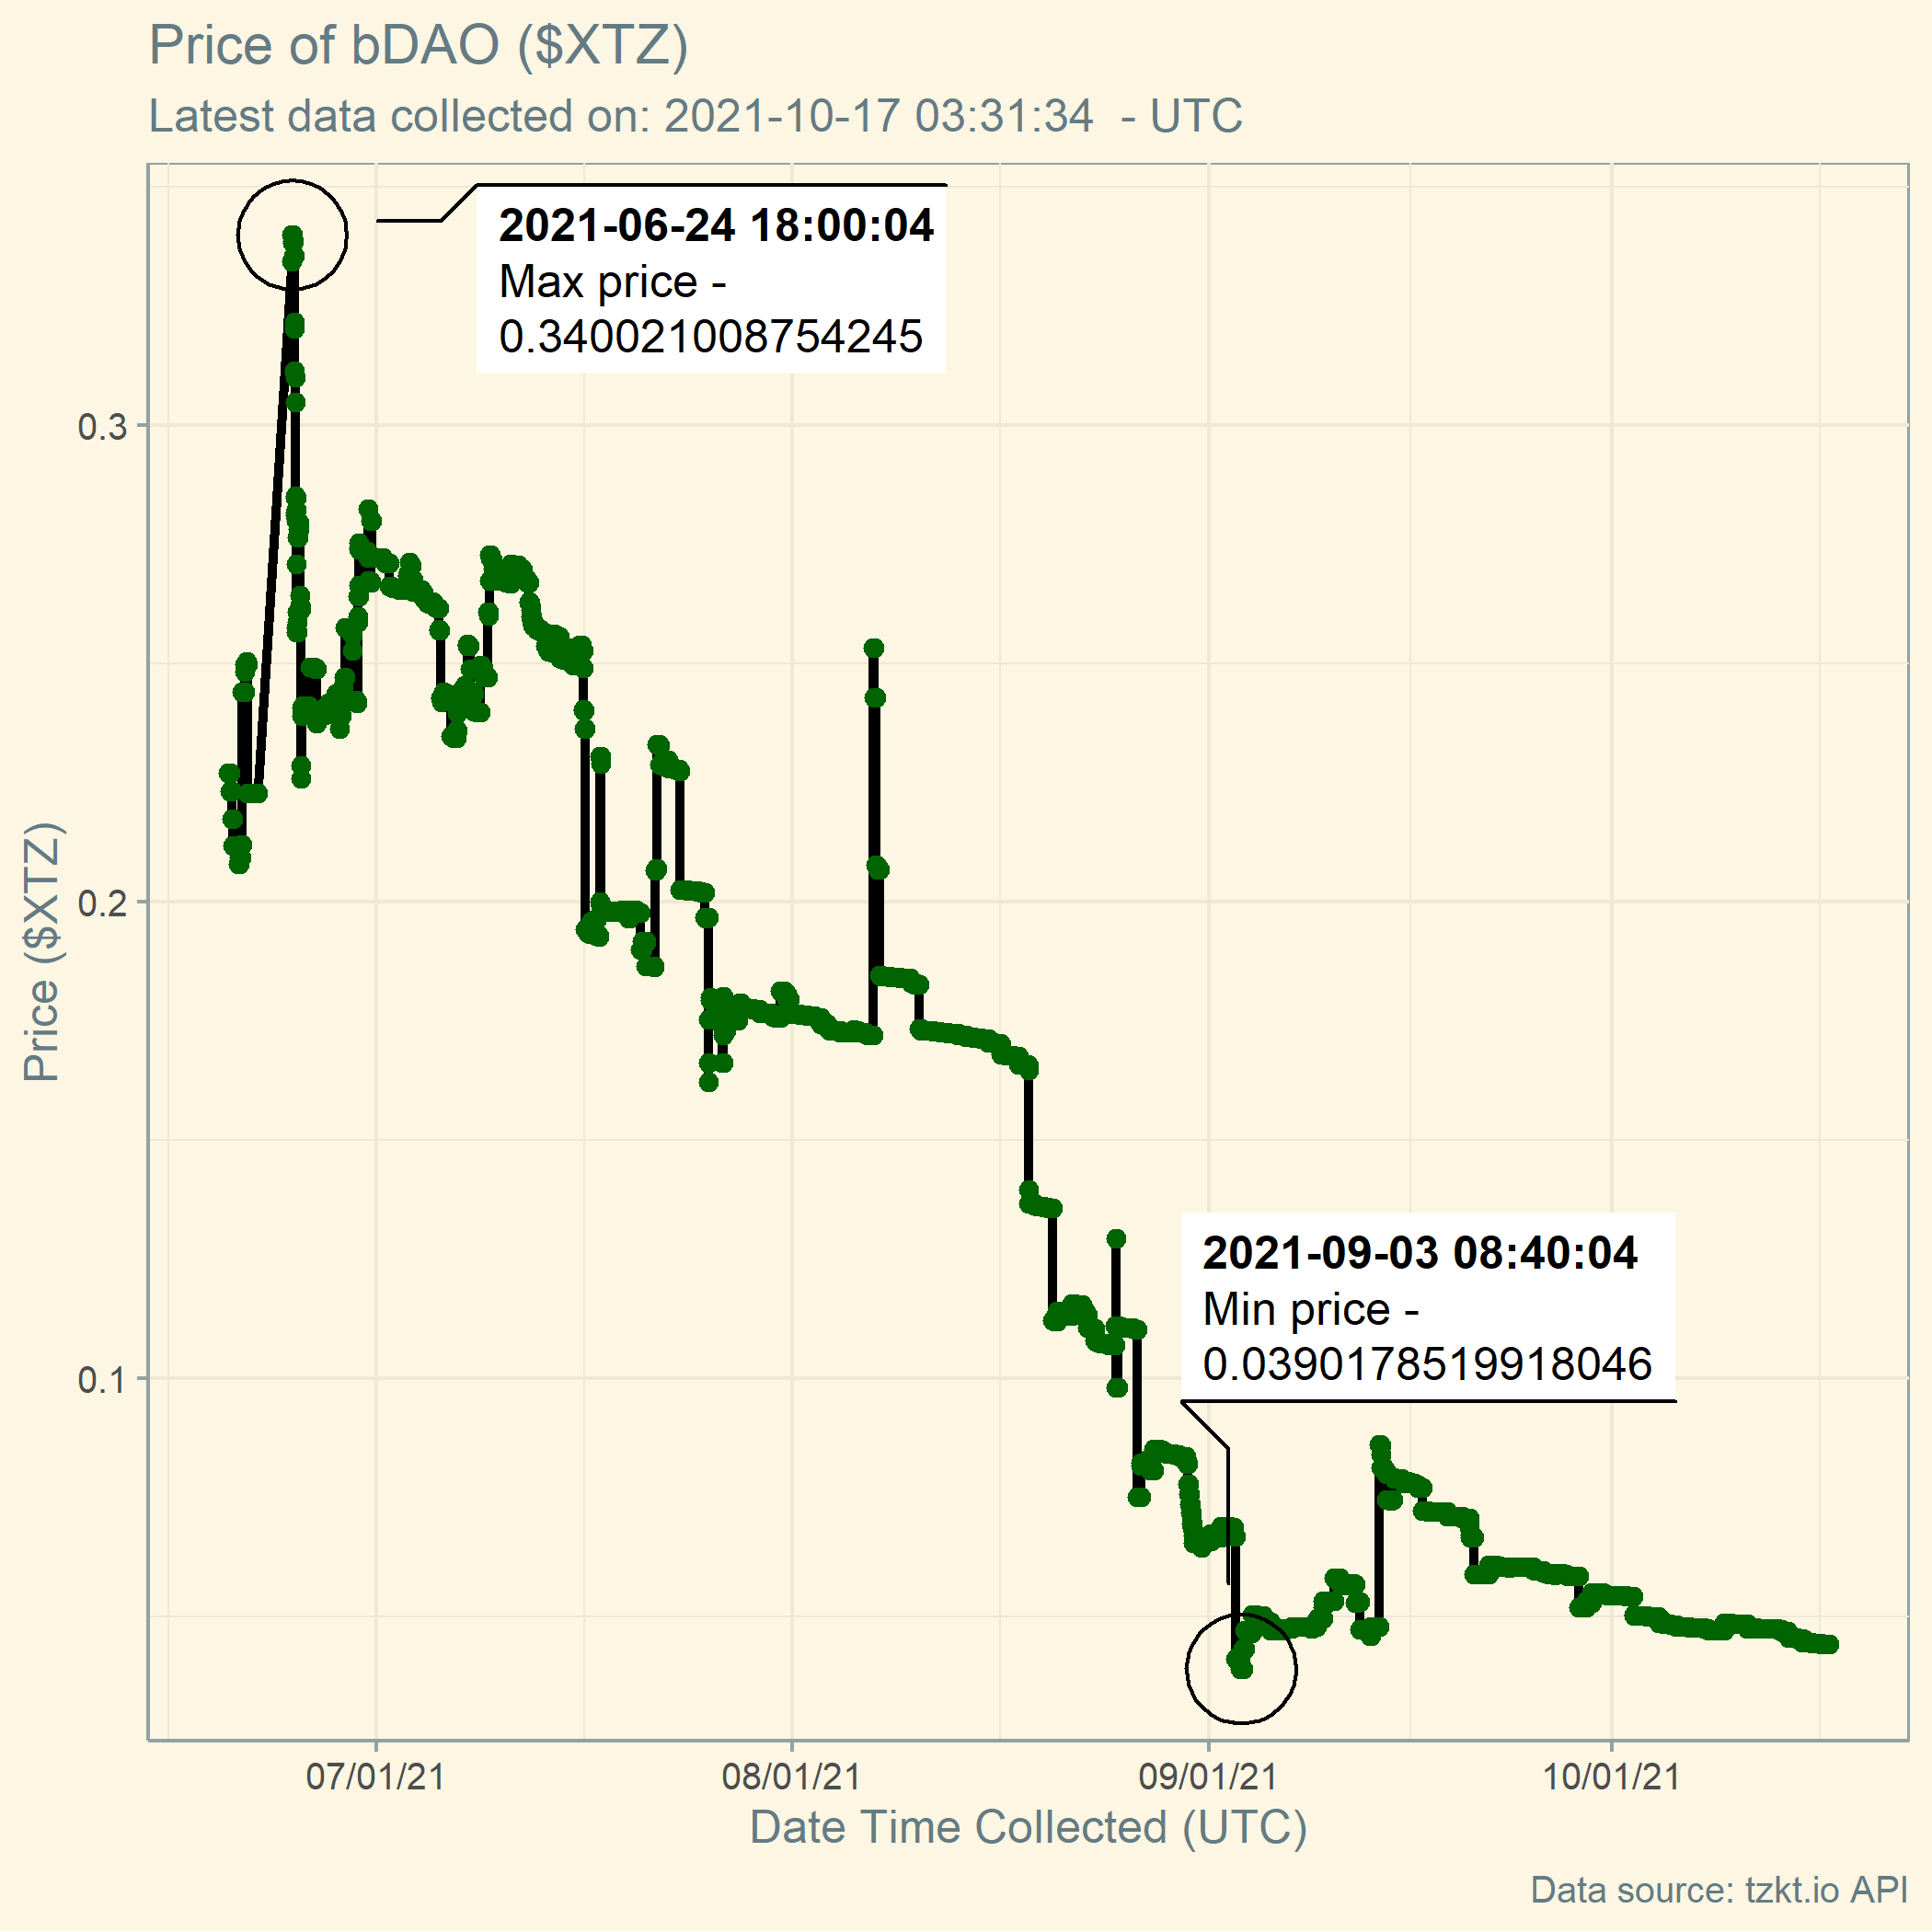 Price of bDAO ($XTZ)
Latest data collected on: 2021-10-17 03:31:34  - UTC
2021-06-24 18:00:04
Max price -
0.340021008754245
0.3
0.2
0.1
Price ($XTZ)
2021-09-03 08:40:04
Min price -
0.0390178519918046
07/01/21
08/01/21
09/01/21
10/01/21
Date Time Collected (UTC)
Data source: tzkt.io API